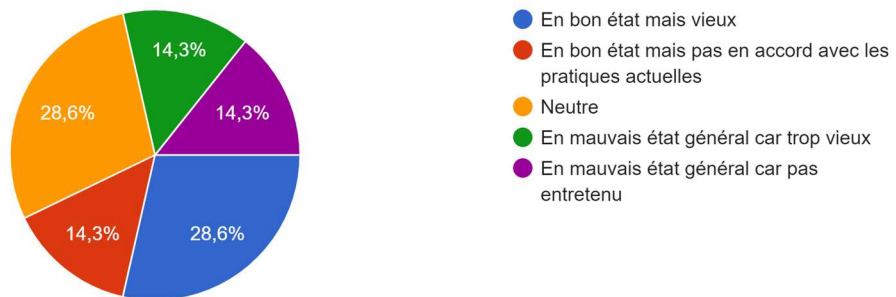 14,3%
28,6%
14,3%
14,3%
28,6%
En bon état mais vieux
En bon état mais pas en accord avec les
pratiques actuelles
Neutre
En mauvais état général car trop vieux
En mauvais état général car pas
entretenu